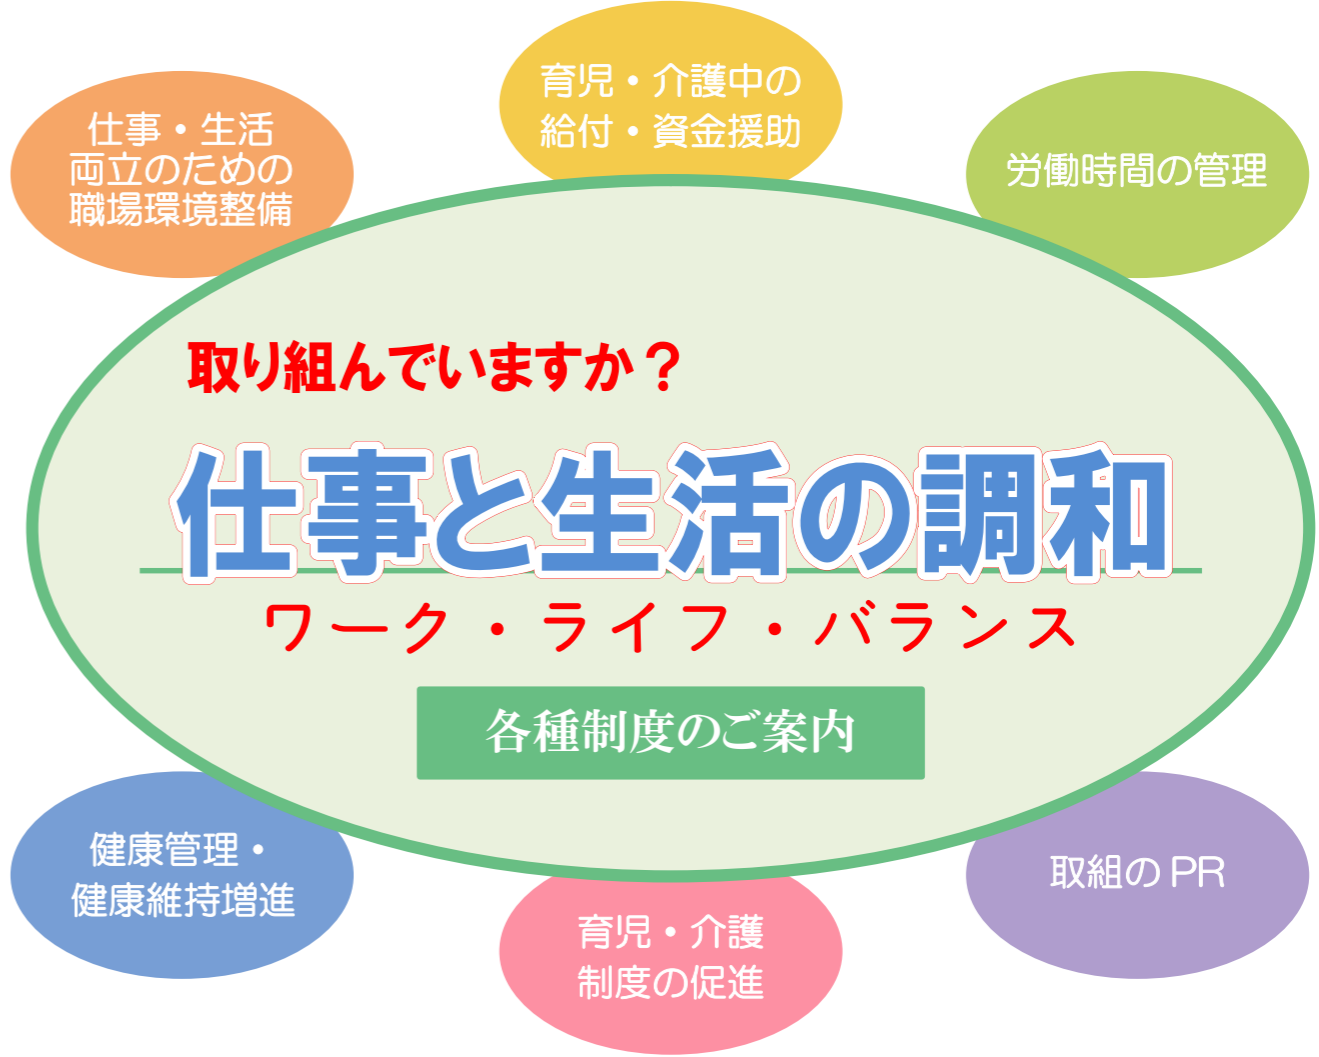 育児・介護中の
給付・資金援助
仕事・生活
両立のための
職場環境整備
労働時間の管理
取り組んでいますか？
仕事と生活の調和
ワーク・ライフ・バランス
各種制度のご案内
健康管理・
健康維持増進
育児・介護
制度の促進
取組のPR